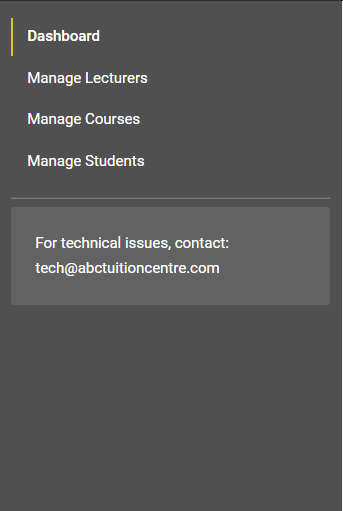 Dashboard
Manage Lecturers
Manage Courses
Manage Students
For technical issues, contact:
tech@abctuitioncentre.com